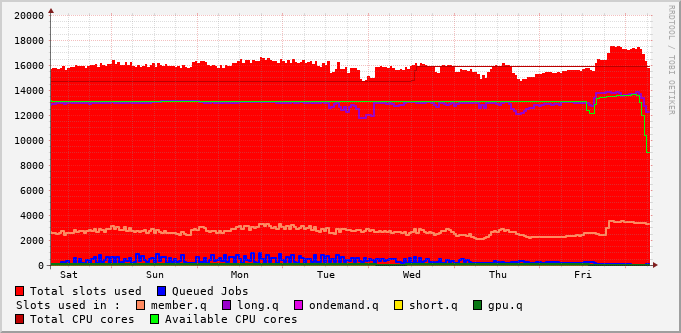 20000
18000
16000
14000
12000
10000
8000
6000
4000
2000
0
Sat Sun Mon Tue Wed Thu Fri
RRDTOOL / TOBI OETIKER
Total slots used Queued Jobs
Slots used in : member.q long.q ondemand.q short.q gpu.q
Total CPU cores Available CPU cores